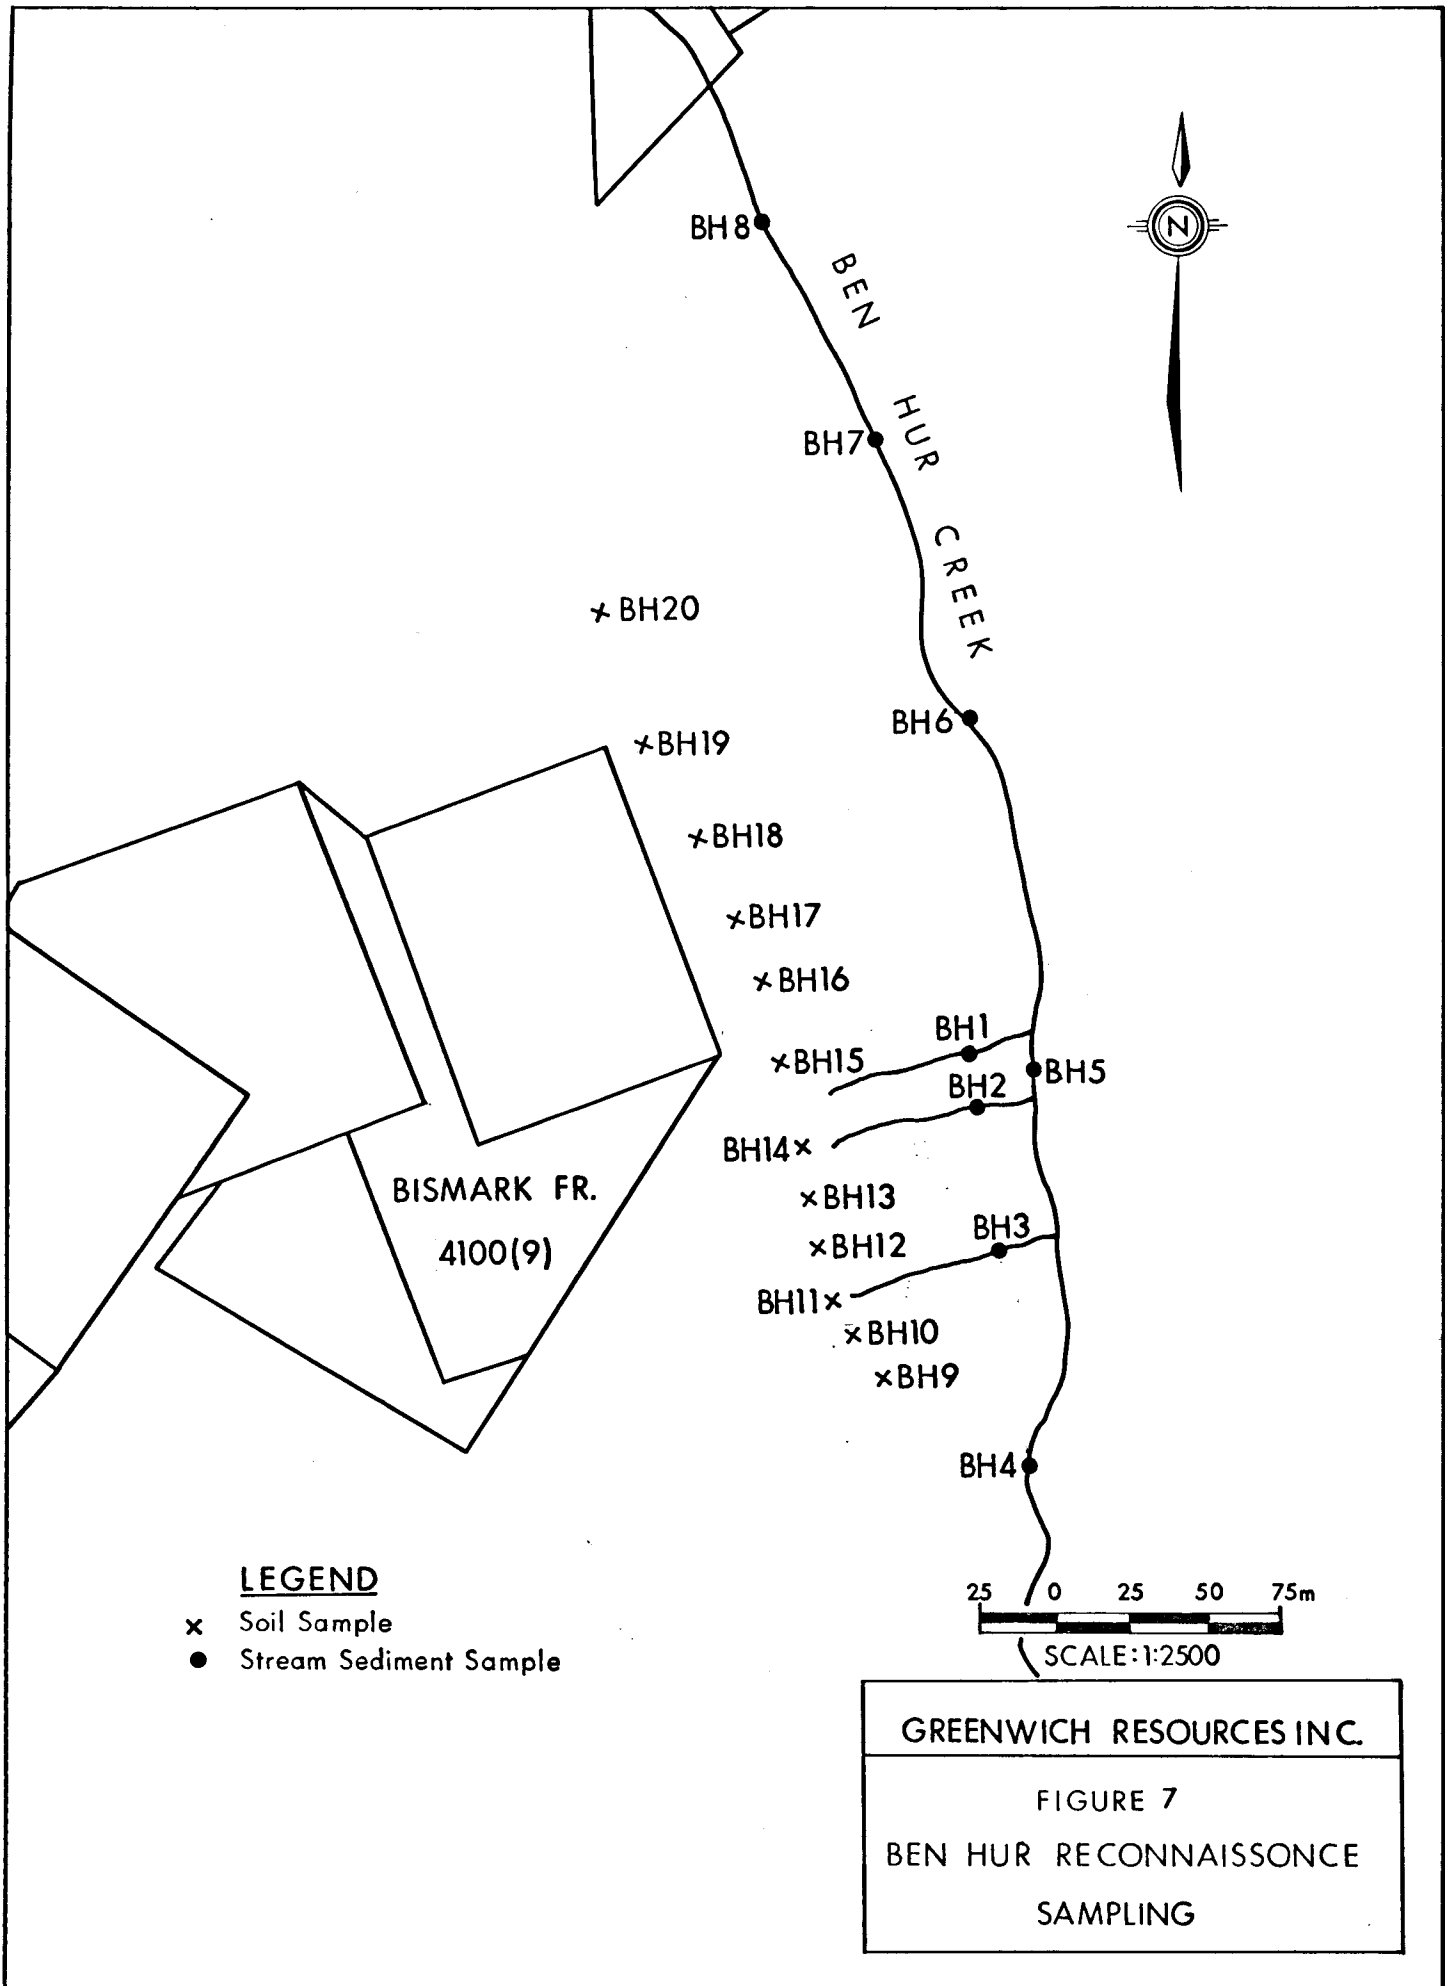 N
BH8
BEN HUR CREEK
BH7
BH20
BH6
BH19
BH18
BH17
BH16
BH1
BH15
BH5
BH2
BH14
BISMARK FR.
4100(9)
BH13
BH3
BH12
BH11
BH10
BH9
BH4
LEGEND
Soil Sample
Stream Sediment Sample
25 0 25 50 75m
SCALE: 1:2500
GREENWICH RESOURCES INC.
FIGURE 7
BEN HUR RECONNAISSONCE
SAMPLING